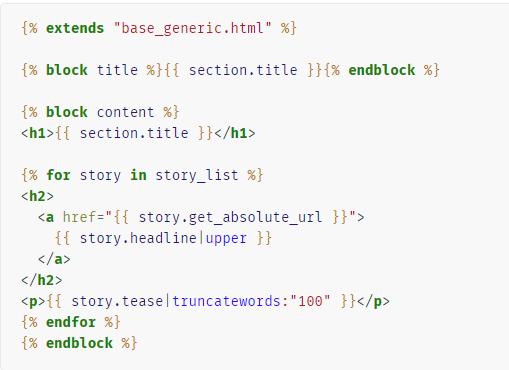 {% extends "base_generic.html" %}

{% block title %}{{ section.title }}{% endblock %}

{% block content %}
<h1>{{ section.title }}</h1>

{% for story in story_list %}
<h2>
  <a href="{{ story.get_absolute_url }}">
    {{ story.headline|upper }}
  </a>
</h2>
<p>{{ story.tease|truncatewords:"100" }}</p>
{% endfor %}
{% endblock %}